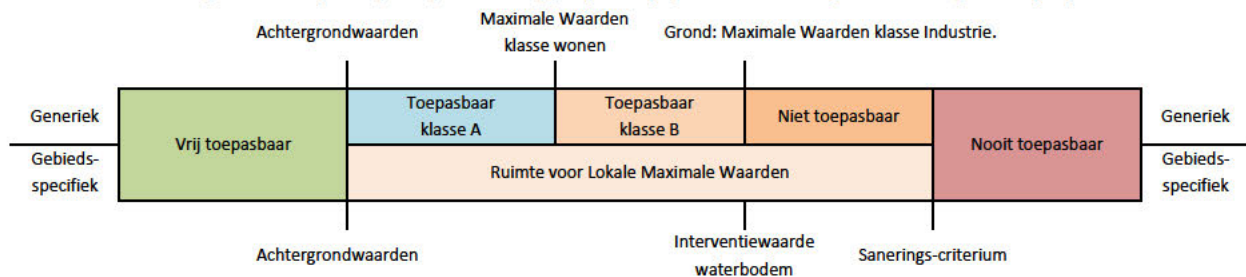 Achtergrondwaarden
Maximale Waarden
klasse wonen
Grond: Maximale Waarden klasse Industrie.
Generiek
Gebieds-
specifiek
Vrij toepasbaar
Toepasbaar
klasse A
Toepasbaar
klasse B
Niet toepasbaar
Ruimte voor Lokale Maximale Waarden
Nooit toepasbaar
Generiek
Gebieds-
specifiek
Achtergrondwaarden
Interventiewaarde
waterbodem
Sanerings-criterium